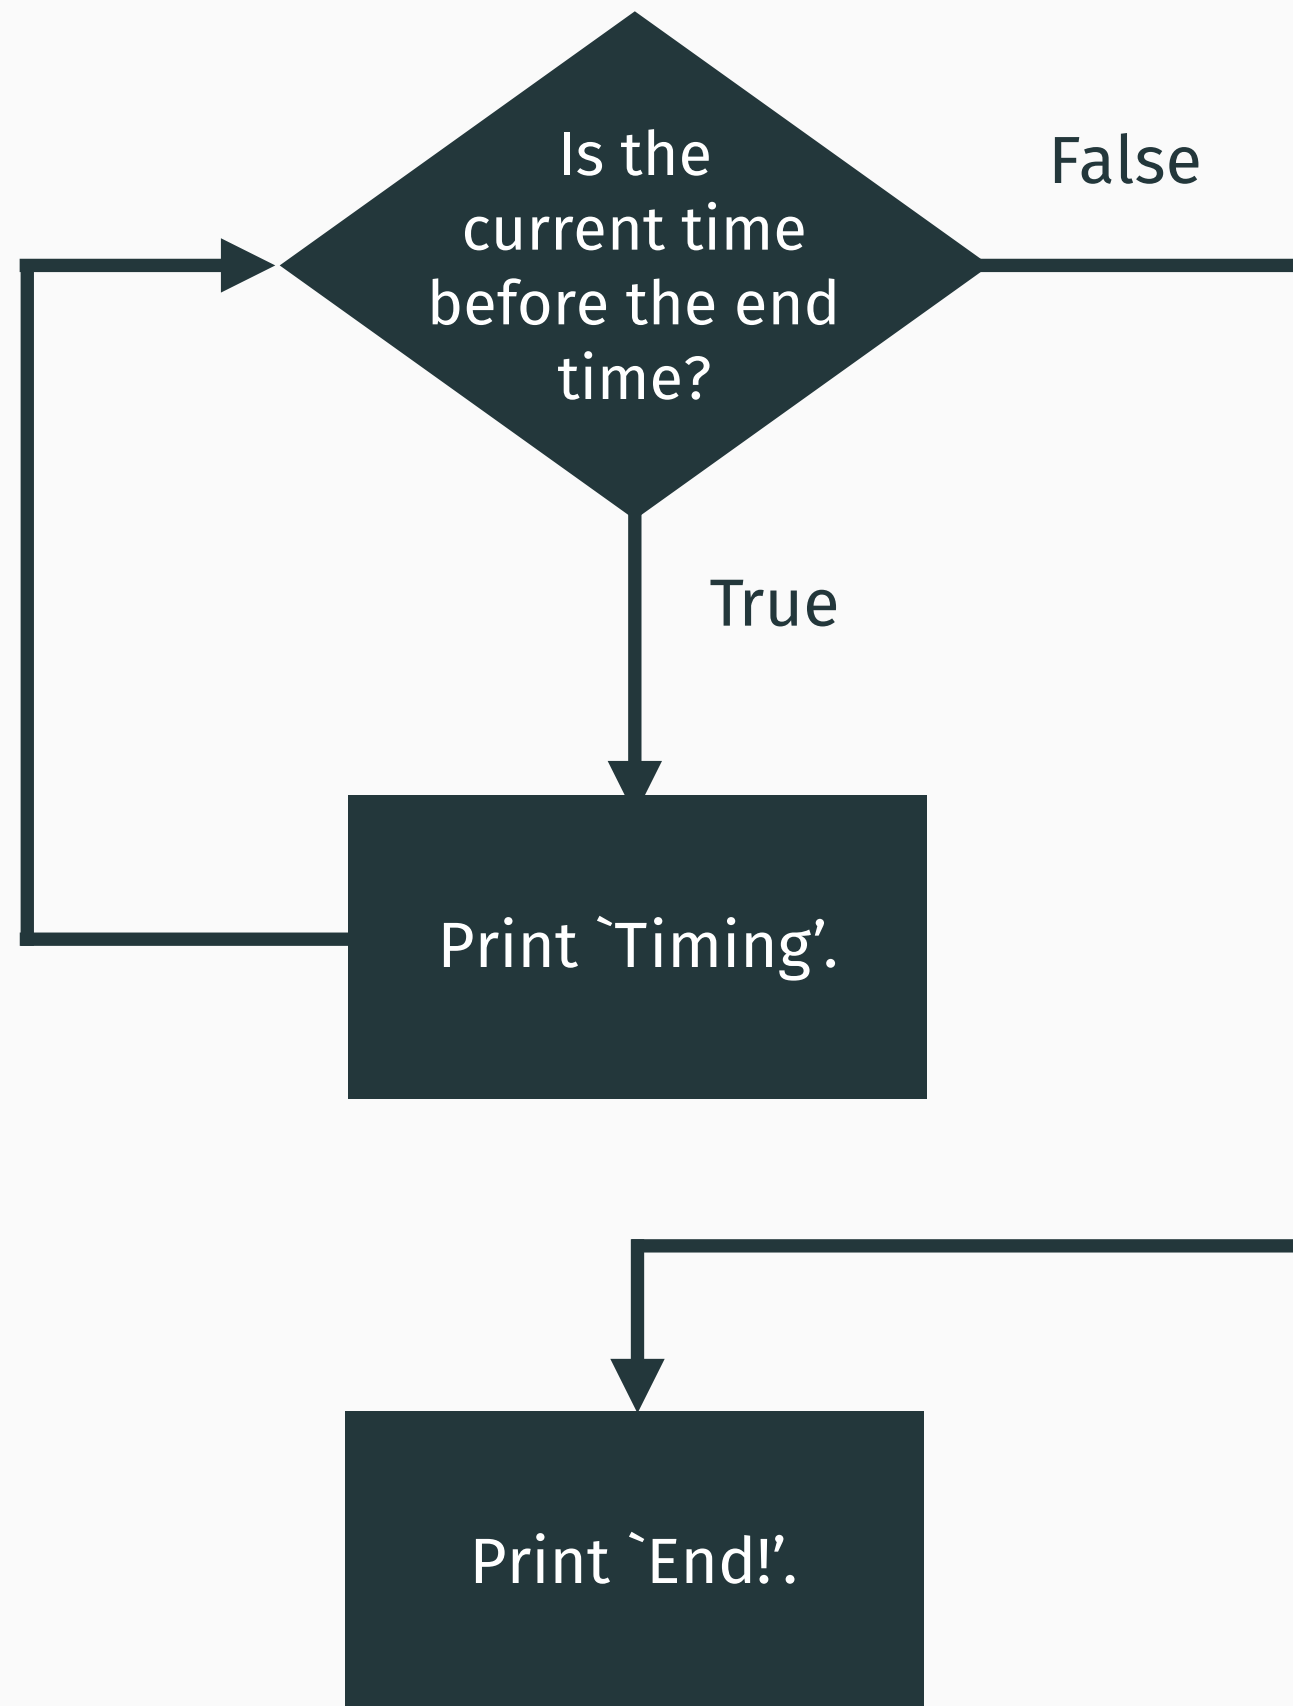 Is the
current time
before the end
time?
False
True
Print `Timing’.
Print `End!’.